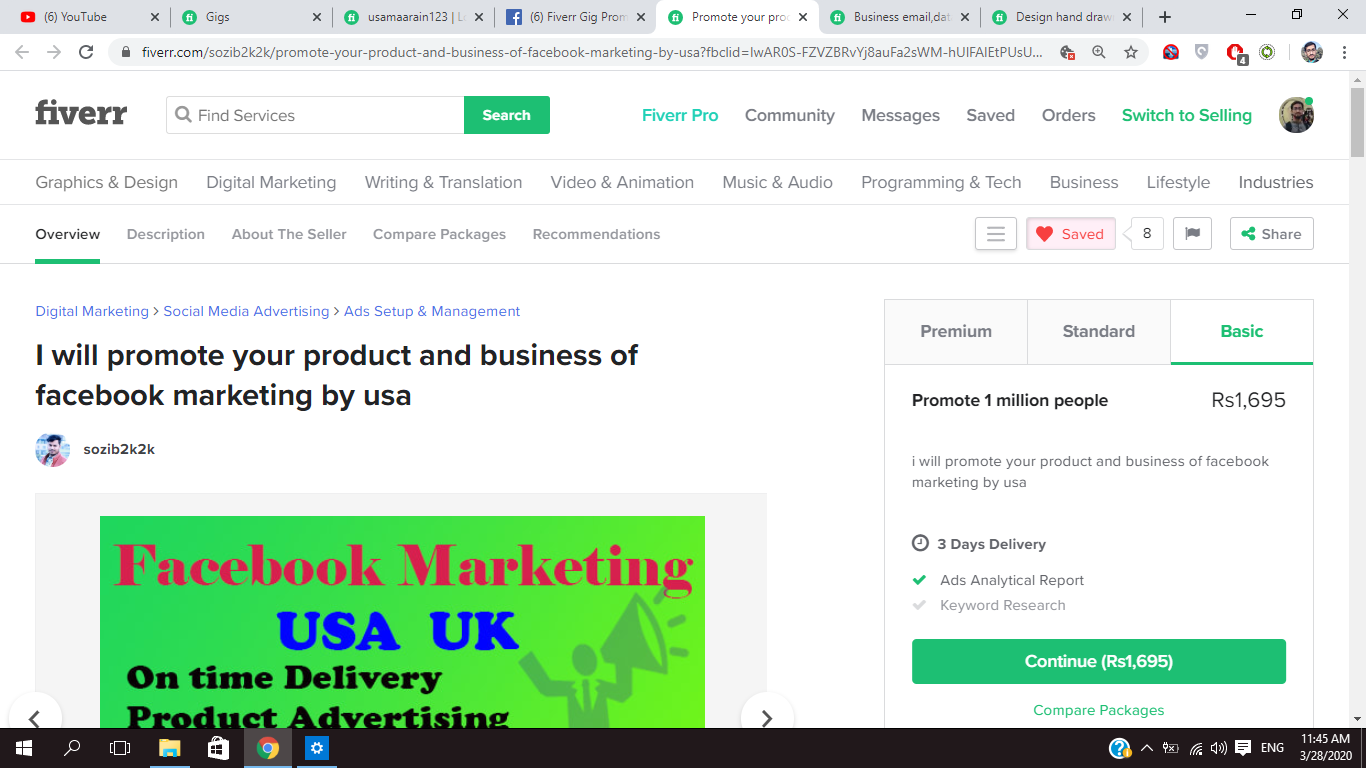 (6) YouTube
Gigs
usamaarain123 | Lo
(6) Fiverr Gig Prom
Promote your pro
Business email,dat
Design hand draw
fiverr.com/sozib2k2k/promote-your-product-and-business-of-facebook-marketing-by-usa?fbclid=IwAR0S-FZVZBRvYj8auFa2sWM-hUIFAIEtPUsU...
4
fiverr
Find Services
Search
Fiverr Pro
Community
Messages
Saved
Orders
Switch to Selling
Graphics & Design
Digital Marketing
Writing & Translation
Video & Animation
Music & Audio
Programming & Tech
Business
Lifestyle
Industries
Overview
Description
About The Seller
Compare Packages
Recommendations
Saved
8
Share
Digital Marketing > Social Media Advertising > Ads Setup & Management
I will promote your product and business of
facebook marketing by usa
sozib2k2k
Facebook Marketing
USA UK
On time Delivery
Product Advertising
Premium
Standard
Basic
Promote 1 million people
Rs1,695
i will promote your product and business of facebook
marketing by usa
3 Days Delivery
Ads Analytical Report
Keyword Research
Continue (Rs1,695)
Compare Packages
ENG
11:45 AM
3/28/2020